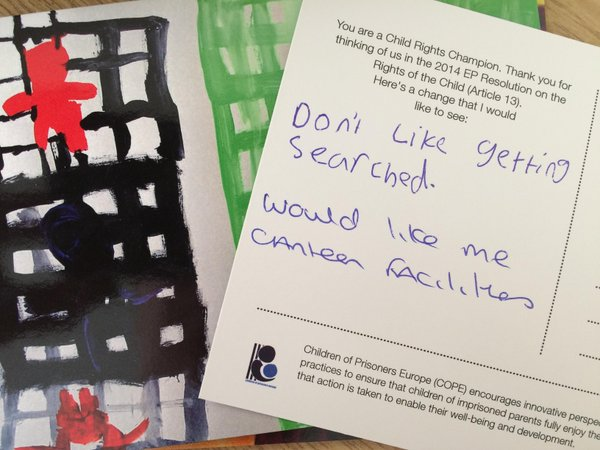 You are a Child Rights Champion. Thank you for
thinking of us in the 2014 EP Resolution on the
Rights of the Child (Article 13).
Here's a change that I would
like to see:
Don't Like getting
searched.
would like me
canteen facilities
Children of Prisoners Europe (COPE) encourages innovative
practices to ensure that children of imprisoned parents fully enjoy
that action is taken to enable their well-being and development.